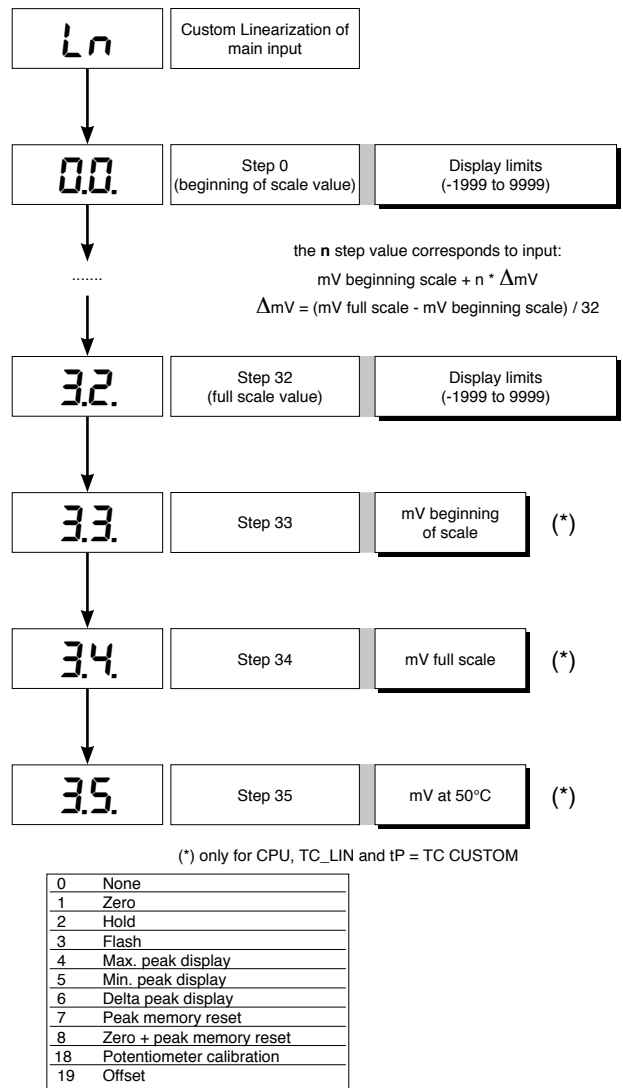 Ln
Custom Linearization of
main input
0.0.
Step 0
(beginning of scale value)
Display limits
(-1999 to 9999)
.......
the n step value corresponds to input:
mV beginning scale + n * ΔmV
ΔmV = (mV full scale - mV beginning scale) / 32
3.2.
Step 32
(full scale value)
Display limits
(-1999 to 9999)
3.3.
Step 33
mV beginning
of scale
(*)
3.4.
Step 34
mV full scale
(*)
3.5.
Step 35
mV at 50°C
(*)
(*) only for CPU, TC_LIN and tP = TC CUSTOM
0 None
1 Zero
2 Hold
3 Flash
4 Max. peak display
5 Min. peak display
6 Delta peak display
7 Peak memory reset
8 Zero + peak memory reset
18 Potentiometer calibration
19 Offset